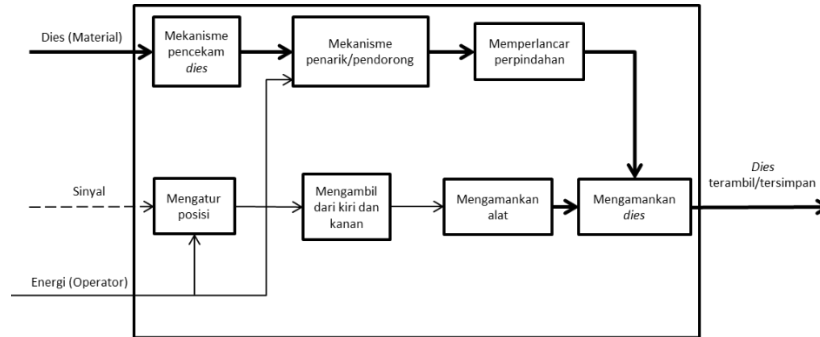 Dies (Material)
Mekanisme
pencekam
dies
Mekanisme
penarik/pendorong
Memperlancar
perpindahan
Sinyal
Mengatur
posisi
Mengambil
dari kiri dan
kanan
Mengamankan
alat
Mengamankan
dies
Dies
terambil/tersimpan
Energi (Operator)